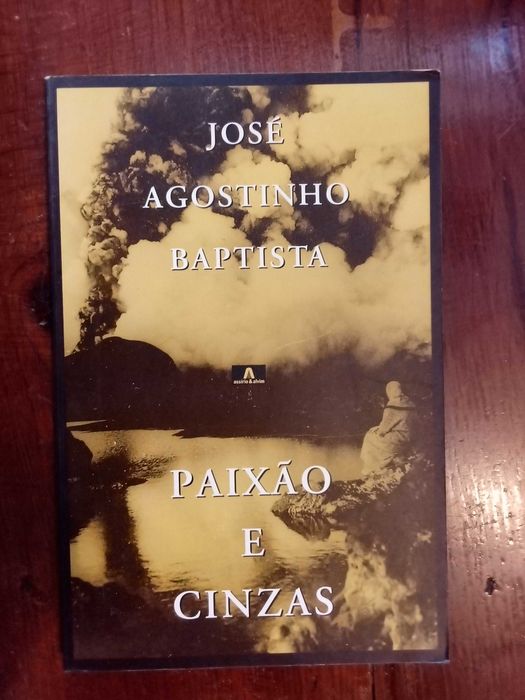 JOSÉ
AGOSTINHO
BAPTISTA
assírio & alvim
PAIXÃO
E
CINZAS